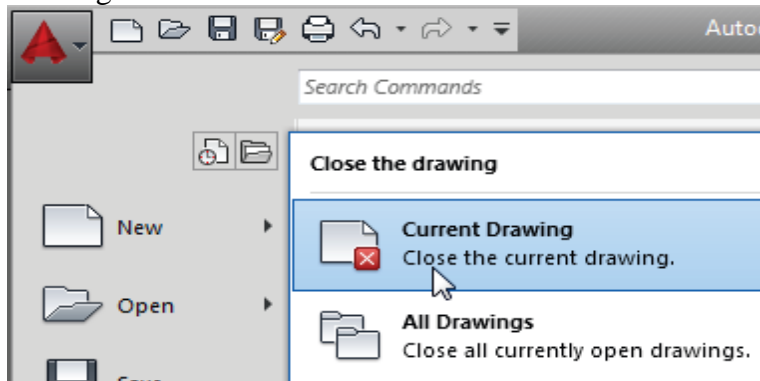 Auto
Search Commands
Close the drawing
New
Current Drawing
Close the current drawing.
Open
All Drawings
Close all currently open drawings.